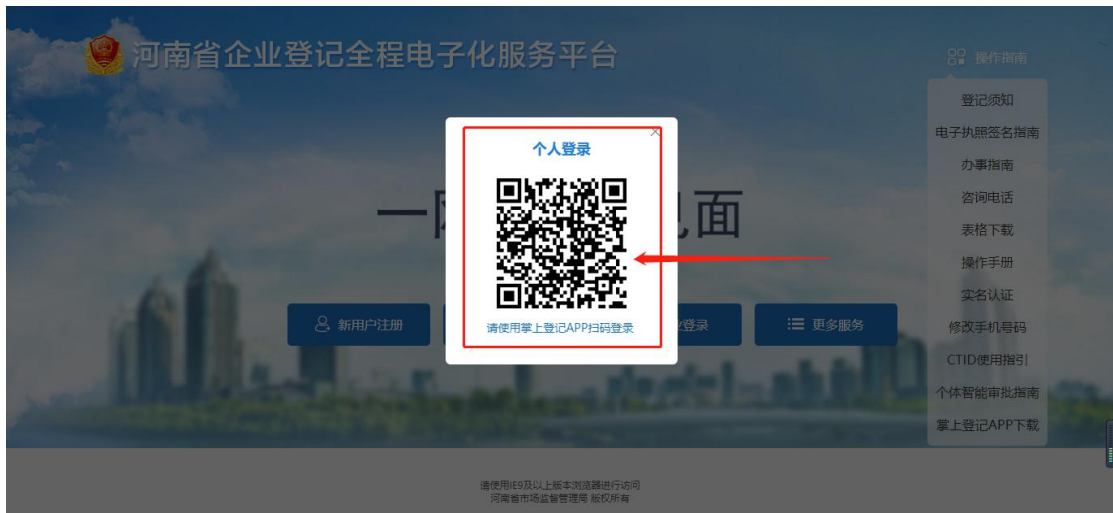 河南省企业登记全程电子化服务平台
操作指南
登记须知
电子执照签名指南
办事指南
咨询电话
表格下载
操作手册
实名认证
修改手机号码
CTID使用指引
个体智能审批指南
掌上登记APP下载
个人登录
一
面
新用户注册
请使用掌上登记APP扫码登录
登录
更多服务
请使用IE9及以上版本浏览器进行访问
河南省市场监督管理局 版权所有